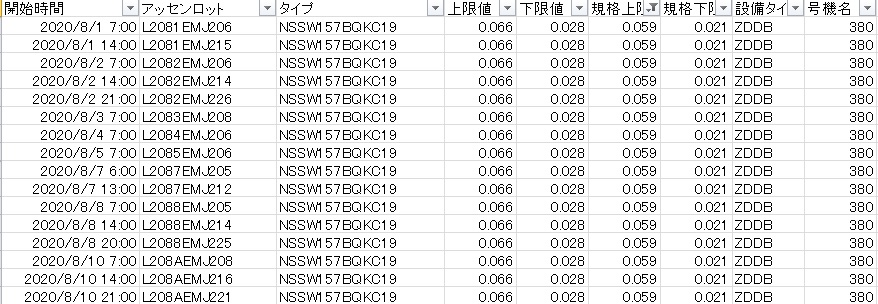 開始時間 アッセンロット タイプ 上限値 下限値 規格上限 規格下限 設備タイ 号機名
2020/8/1 7:00 L2081EMJ206 NSSW157BQKC19 0.066 0.028 0.059 0.021 ZDDB 380
2020/8/1 14:00 L2081EMJ215 NSSW157BQKC19 0.066 0.028 0.059 0.021 ZDDB 380
2020/8/2 7:00 L2082EMJ206 NSSW157BQKC19 0.066 0.028 0.059 0.021 ZDDB 380
2020/8/2 14:00 L2082EMJ214 NSSW157BQKC19 0.066 0.028 0.059 0.021 ZDDB 380
2020/8/2 21:00 L2082EMJ226 NSSW157BQKC19 0.066 0.028 0.059 0.021 ZDDB 380
2020/8/3 7:00 L2083EMJ208 NSSW157BQKC19 0.066 0.028 0.059 0.021 ZDDB 380
2020/8/4 7:00 L2084EMJ206 NSSW157BQKC19 0.066 0.028 0.059 0.021 ZDDB 380
2020/8/5 7:00 L2085EMJ206 NSSW157BQKC19 0.066 0.028 0.059 0.021 ZDDB 380
2020/8/7 6:00 L2087EMJ205 NSSW157BQKC19 0.066 0.028 0.059 0.021 ZDDB 380
2020/8/7 13:00 L2087EMJ212 NSSW157BQKC19 0.066 0.028 0.059 0.021 ZDDB 380
2020/8/8 7:00 L2088EMJ205 NSSW157BQKC19 0.066 0.028 0.059 0.021 ZDDB 380
2020/8/8 14:00 L2088EMJ214 NSSW157BQKC19 0.066 0.028 0.059 0.021 ZDDB 380
2020/8/8 20:00 L2088EMJ225 NSSW157BQKC19 0.066 0.028 0.059 0.021 ZDDB 380
2020/8/10 7:00 L208AEMJ208 NSSW157BQKC19 0.066 0.028 0.059 0.021 ZDDB 380
2020/8/10 14:00 L208AEMJ216 NSSW157BQKC19 0.066 0.028 0.059 0.021 ZDDB 380
2020/8/10 21:00 L208AEMJ221 NSSW157BQKC19 0.066 0.028 0.059 0.021 ZDDB 380